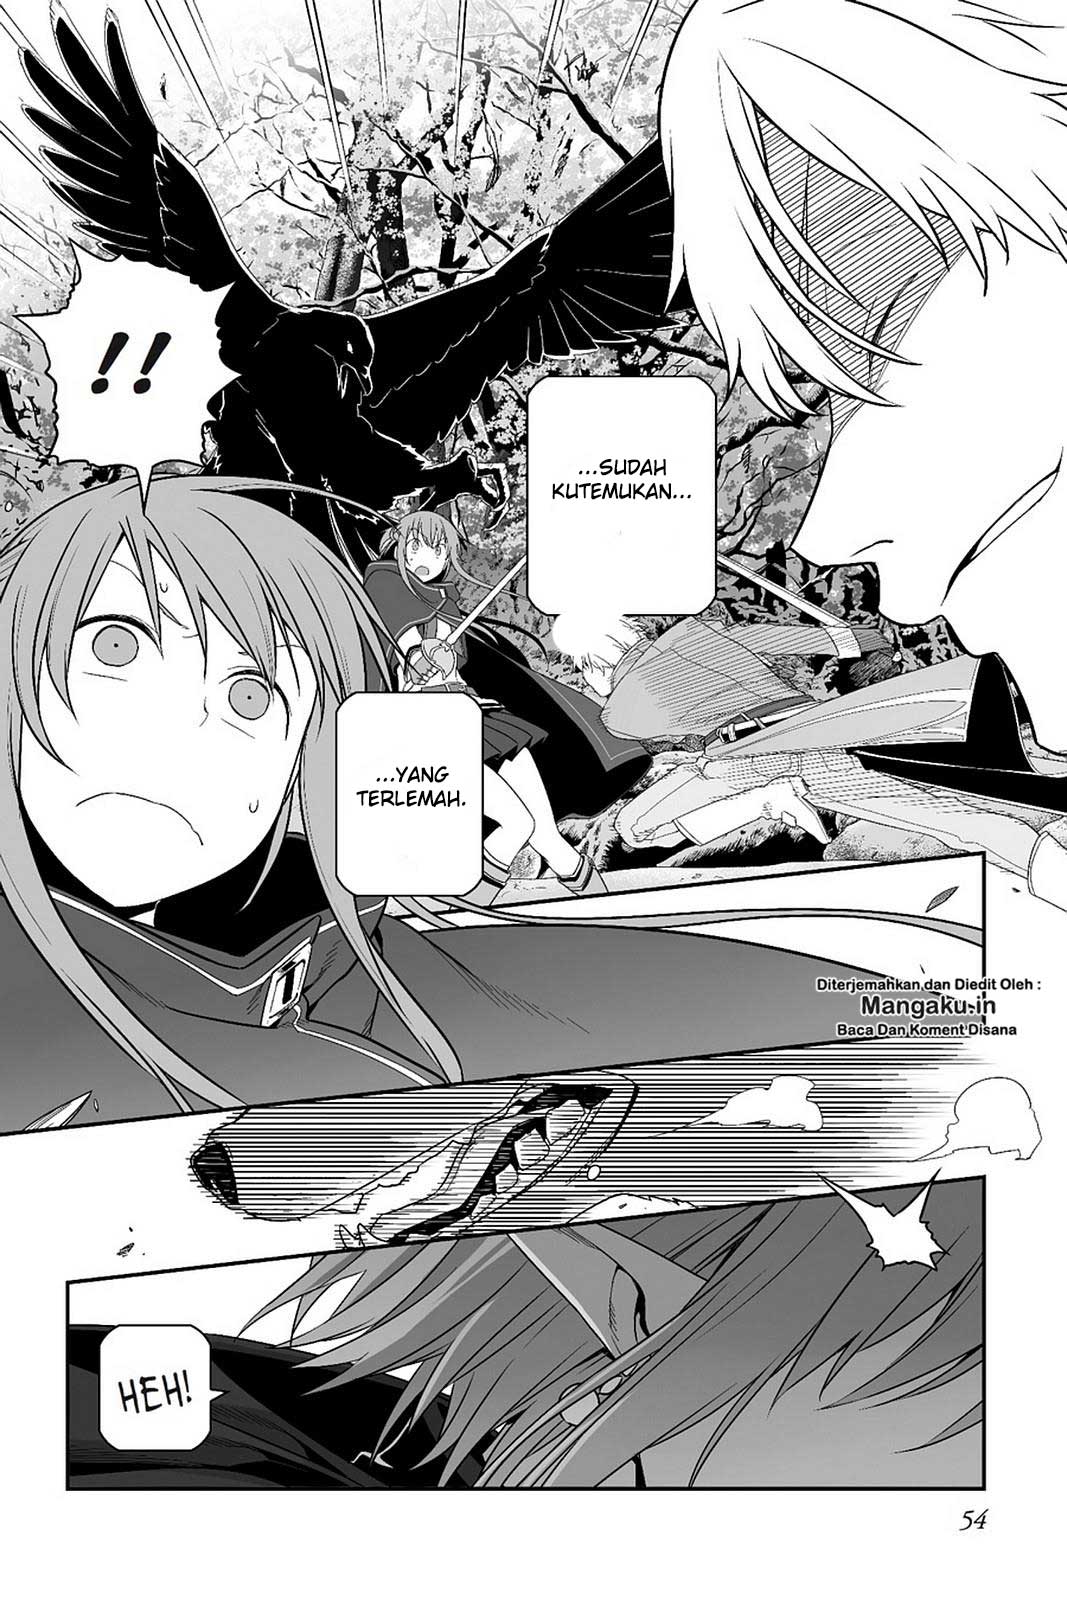 !!
...SUDAH
KUTEMUKAN...
...YANG
TERLEMAH.
Diterjemahkan dan Diedit Oleh :
Mangaku.in
Baca Dan Koment Disana
HEH!
54